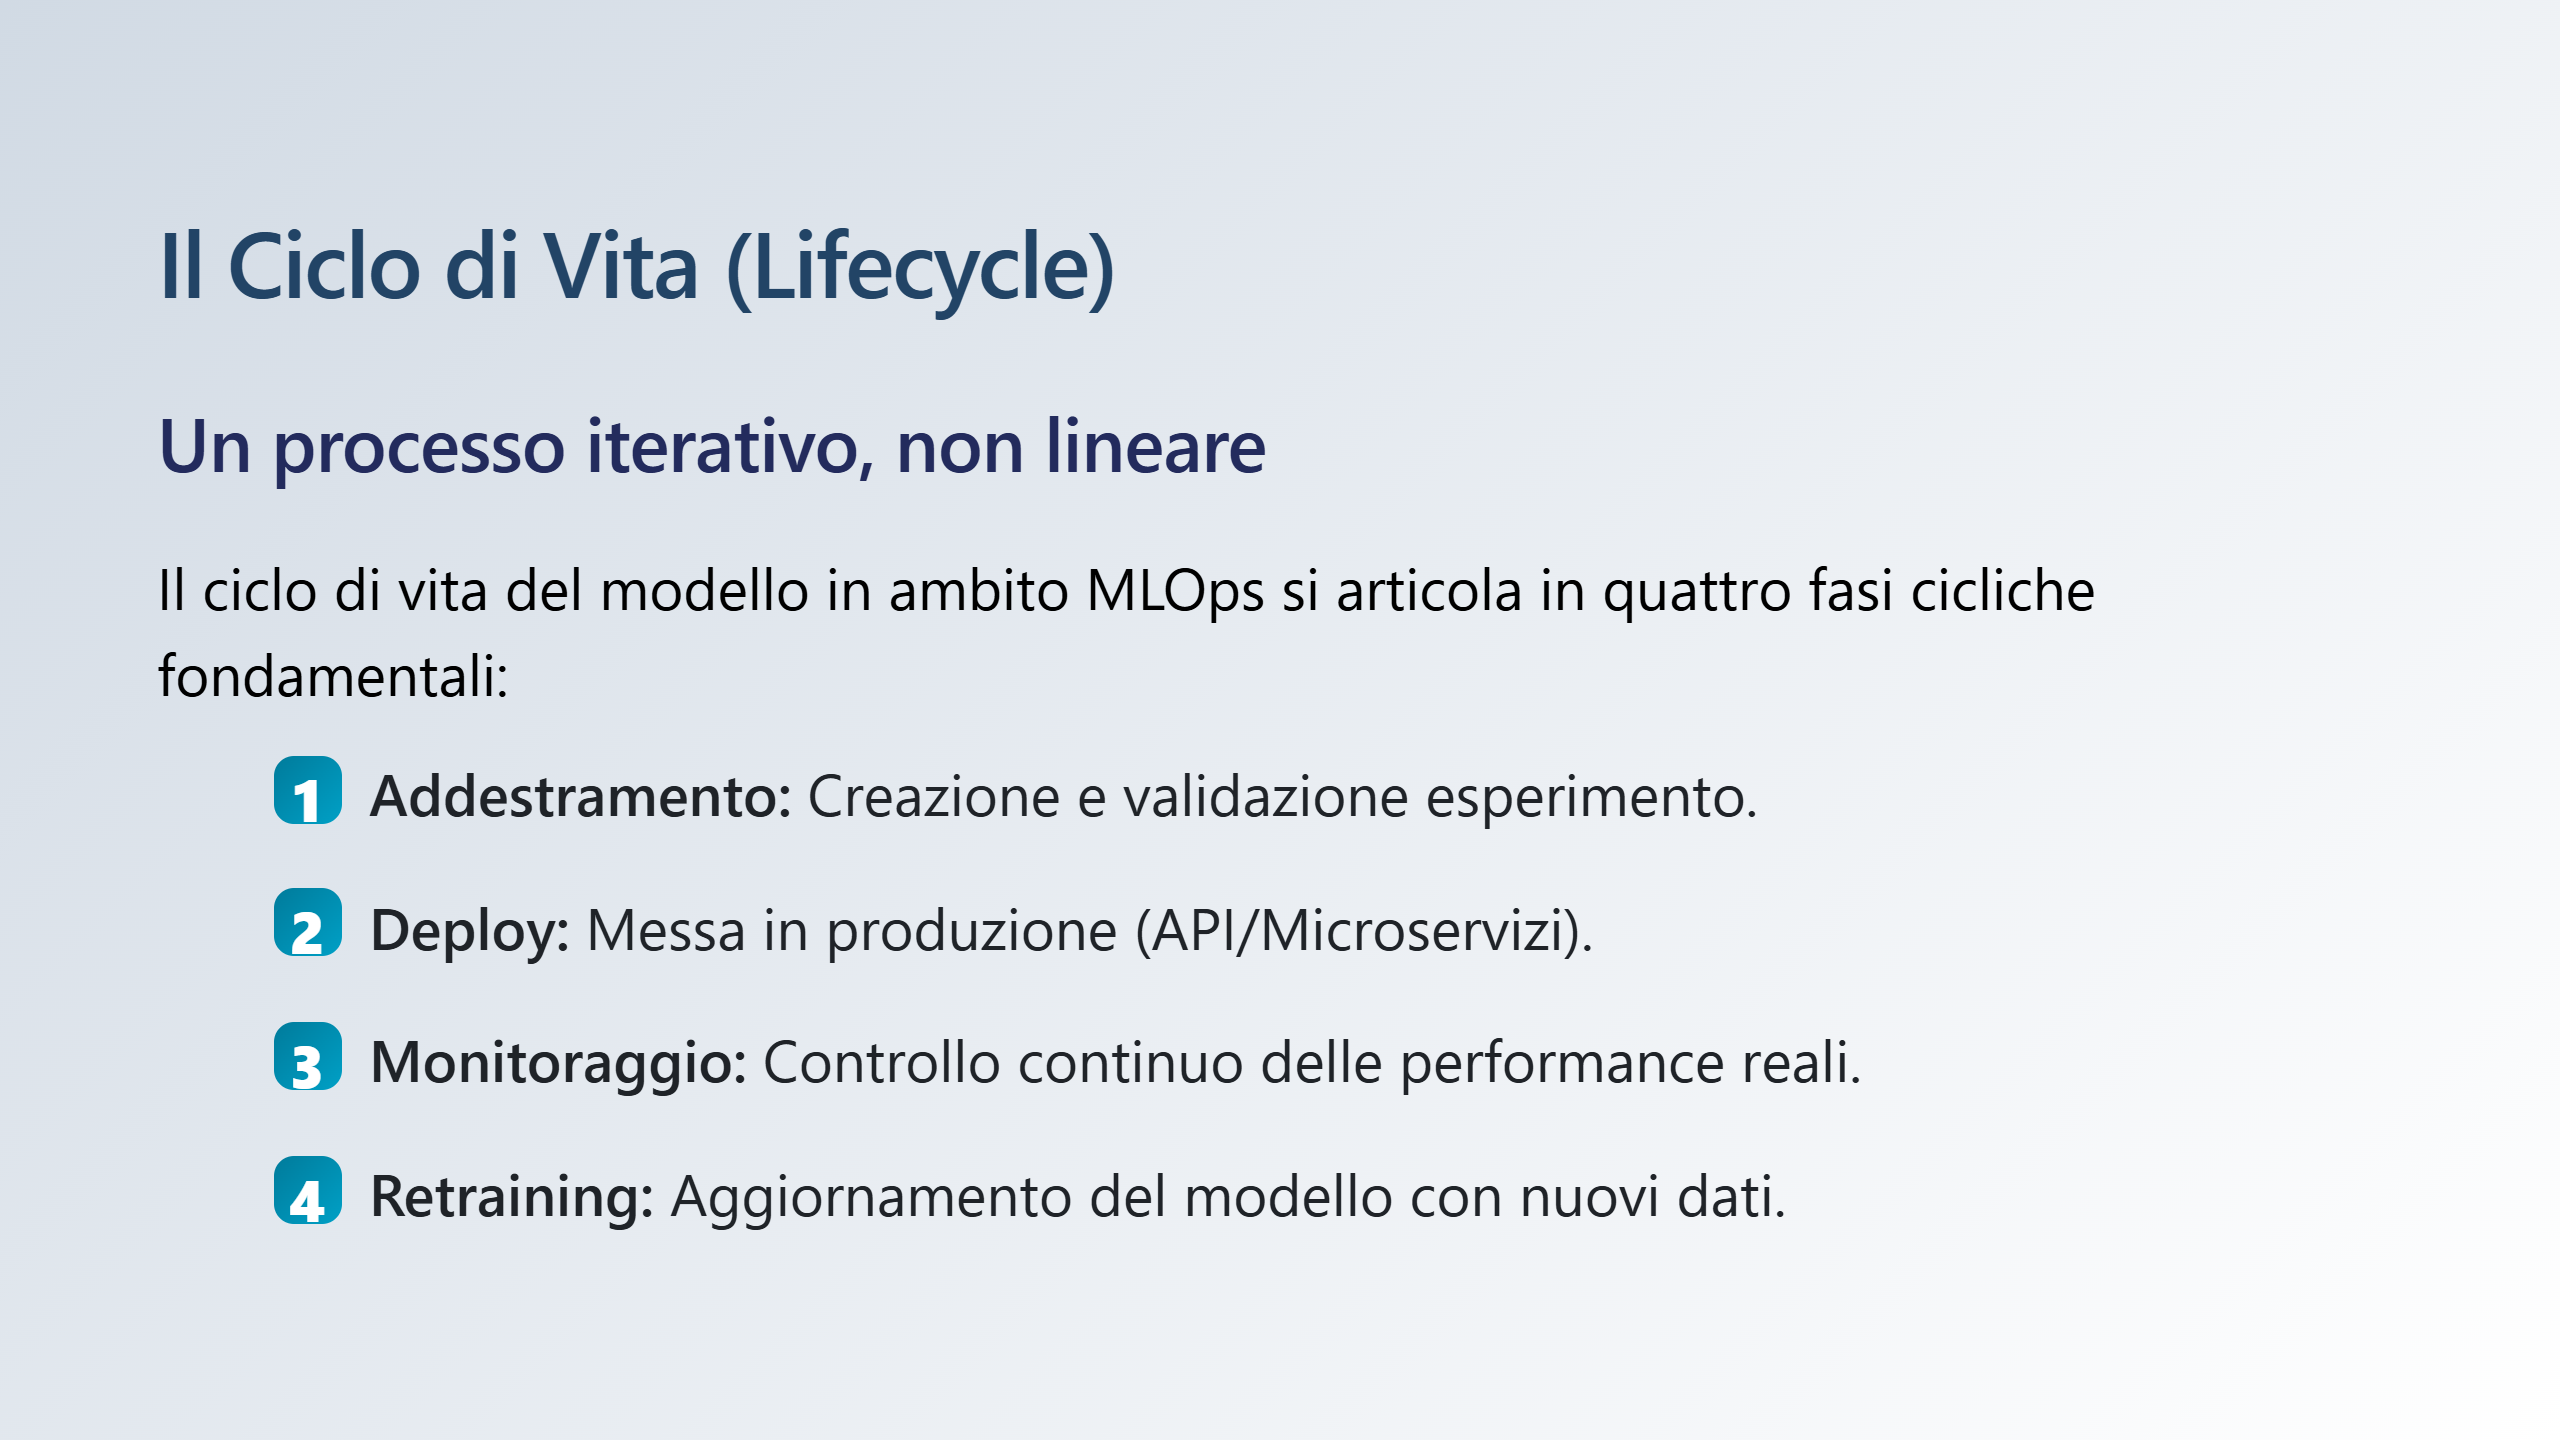 Il Ciclo di Vita (Lifecycle)
Un processo iterativo, non lineare
Il ciclo di vita del modello in ambito MLOps si articola in quattro fasi cicliche
fondamentali:
1 Addestramento: Creazione e validazione esperimento.
2 Deploy: Messa in produzione (API/Microservizi).
3 Monitoraggio: Controllo continuo delle performance reali.
4 Retraining: Aggiornamento del modello con nuovi dati.